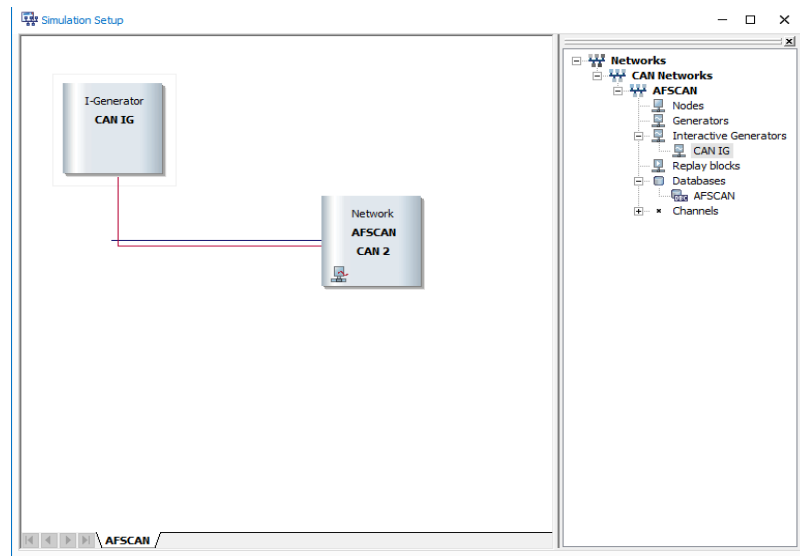 Simulation Setup
I-Generator
CAN IG
Network
AFSCAN
CAN 2
AFSCAN
Networks
CAN Networks
AFSCAN
Nodes
Generators
Interactive Generators
CAN IG
Replay blocks
Databases
AFSCAN
Channels